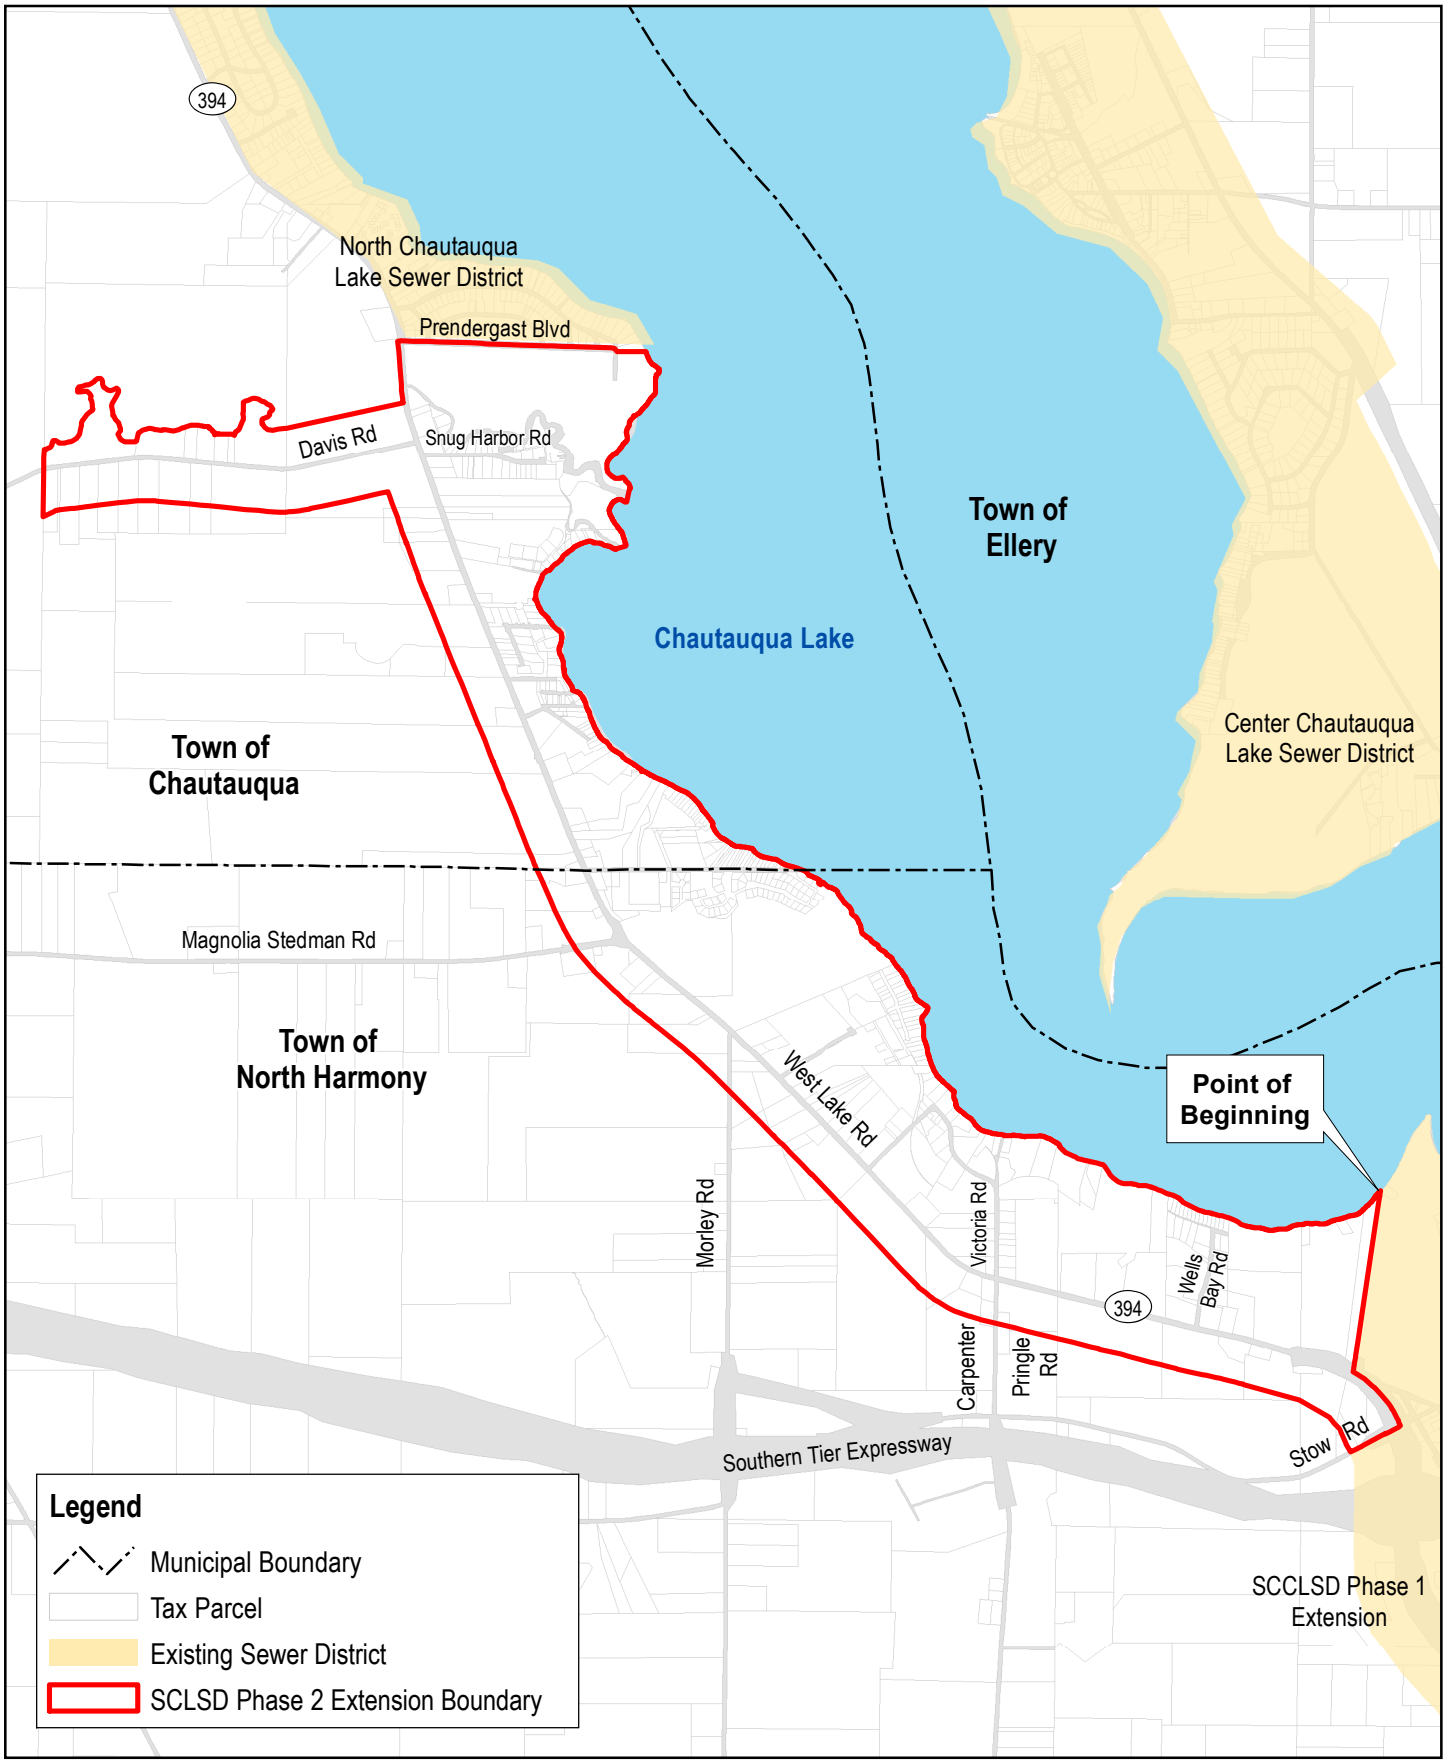 394
North Chautauqua
Lake Sewer District
Prendergast Blvd
Davis Rd
Snug Harbor Rd
Town of
Ellery
Chautauqua Lake
Center Chautauqua
Lake Sewer District
Town of
Chautauqua
Magnolia Stedman Rd
Town of
North Harmony
West Lake Rd
Point of
Beginning
Morley Rd
Victoria Rd
Wells
Bay Rd
394
Carpenter
Pringle
Rd
Stow Rd
Southern Tier Expressway
SCCLSD Phase 1
Extension
Legend
Municipal Boundary
Tax Parcel
Existing Sewer District
SCLSD Phase 2 Extension Boundary